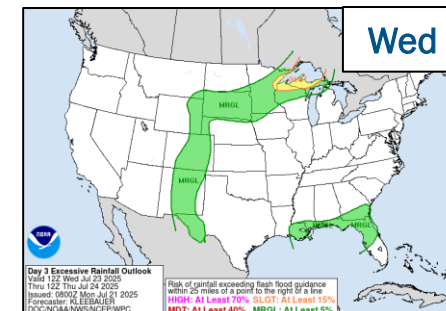 Wed
MRGL
MRGL
MRGL
NOAA
Day 3 Excessive Rainfall Outlook
Valid 12Z Wed Jul 23 2025
Thru 12Z Thu Jul 24 2025
Issued: 0800Z Mon Jul 21 2025
Forecaster: KLEEBAUER
DOC/NOAA/NWS/NCEP/WPC
Risk of rainfall exceeding flash flood guidance
within 25 miles of a point to the right of a line
HIGH: At Least 70% SLGT: At Least 15%
MDT: At Least 40% MRGL: At Least 5%